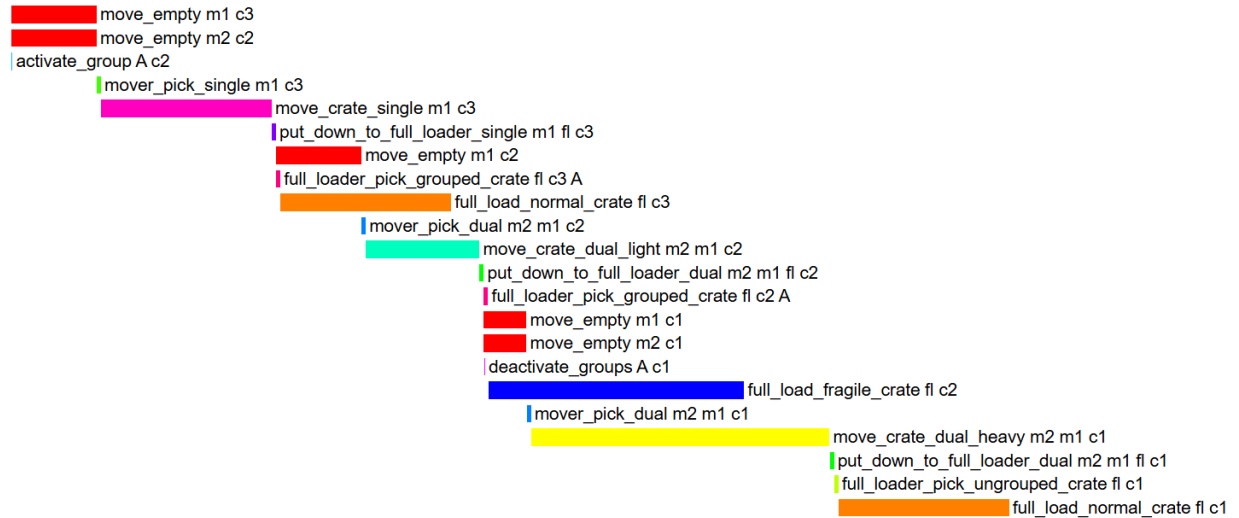 move_empty m1 c3
move_empty m2 c2
activate_group A c2
mover_pick_single m1 c3
move_crate_single m1 c3
put_down_to_full_loader_single m1 fl c3
move_empty m1 c2
full_loader_pick_grouped_crate fl c3 A
full_load_normal_crate fl c3
mover_pick_dual m2 m1 c2
move_crate_dual_light m2 m1 c2
put_down_to_full_loader_dual m2 m1 fl c2
full_loader_pick_grouped_crate fl c2 A
move_empty m1 c1
move_empty m2 c1
deactivate_groups A c1
full_load_fragile_crate fl c2
mover_pick_dual m2 m1 c1
move_crate_dual_heavy m2 m1 c1
put_down_to_full_loader_dual m2 m1 fl c1
full_loader_pick_ungrouped_crate fl c1
full_load_normal_crate fl c1